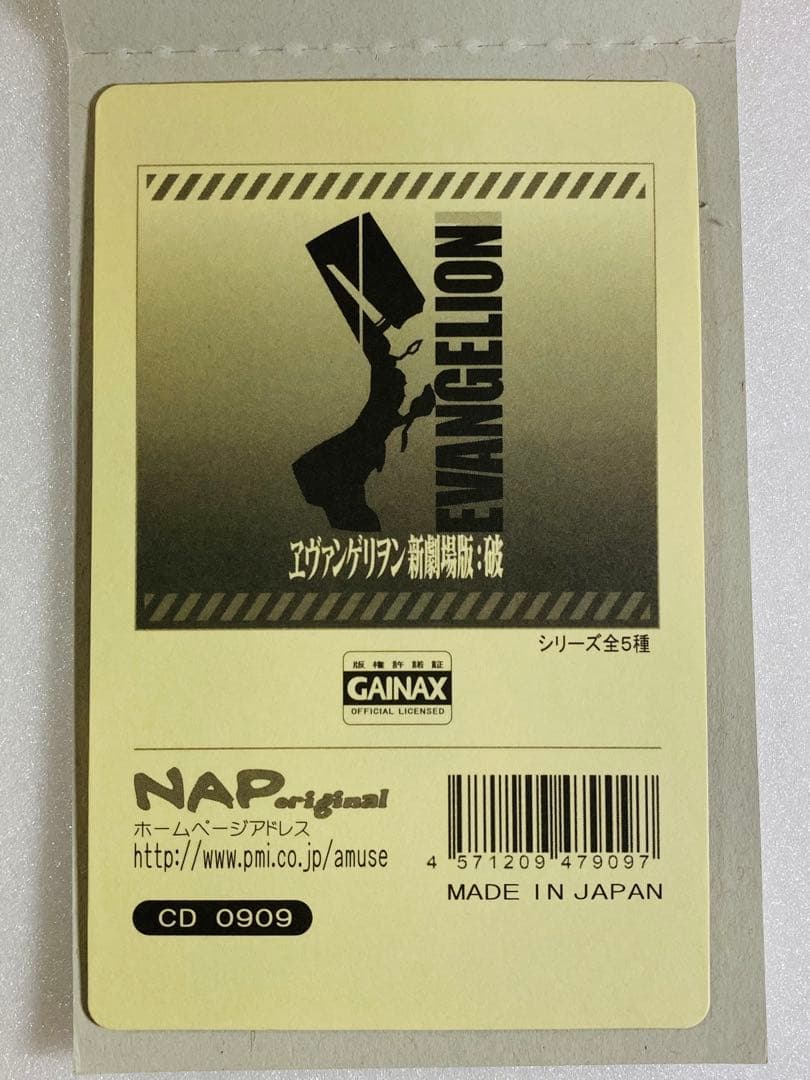 EVANGELION
ヱヴァンゲリヲン新劇場版:破
シリーズ全5種
版権許諾証
GAINAX
OFFICIAL LICENSED
NAP original
ホームページアドレス
http://www.pmi.co.jp/amuse
4 571209 479097
MADE IN JAPAN
CD 0909